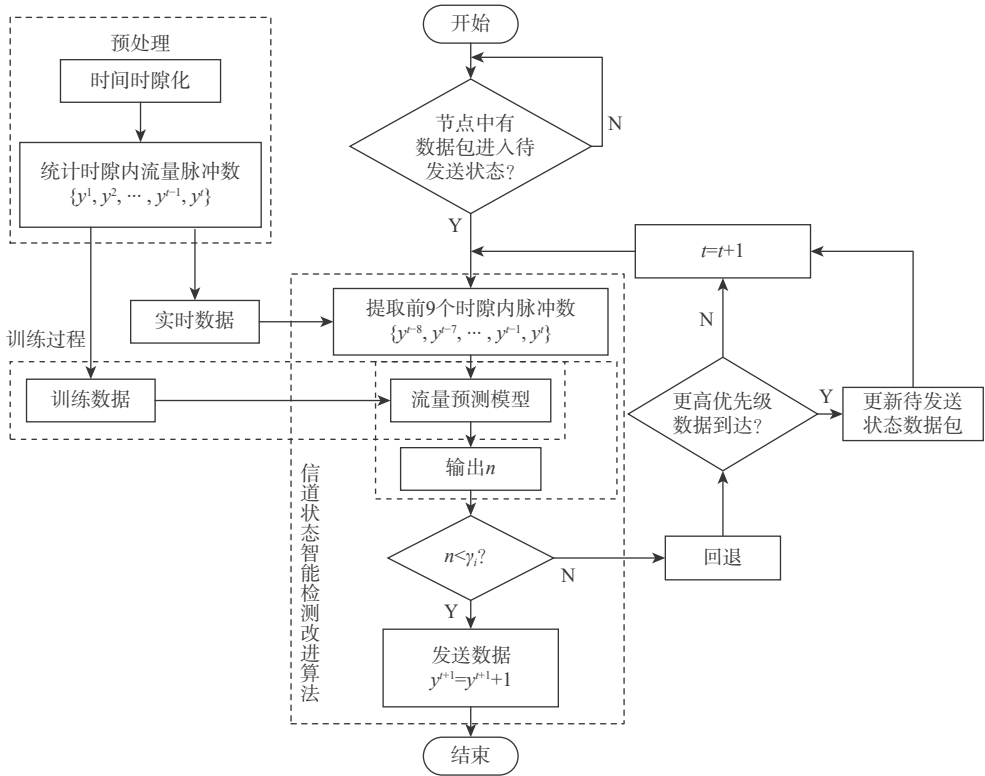 开始
预处理
时间时隙化
统计时隙内流量脉冲数
{y¹, y², ⋯ , yᵗ⁻¹, yᵗ}
节点中有
数据包进入待
发送状态？
N
Y
t=t+1
实时数据
提取前9个时隙内脉冲数
{yᵗ⁻⁸, yᵗ⁻⁷, ⋯ , yᵗ⁻¹, yᵗ}
训练过程
训练数据
流量预测模型
N
更高优先级
数据到达？
Y
更新待发送
状态数据包
输出n
信道状态智能检测改进算法
n<γᵢ?
N
回退
Y
发送数据
yᵗ⁺¹=yᵗ⁺¹+1
结束